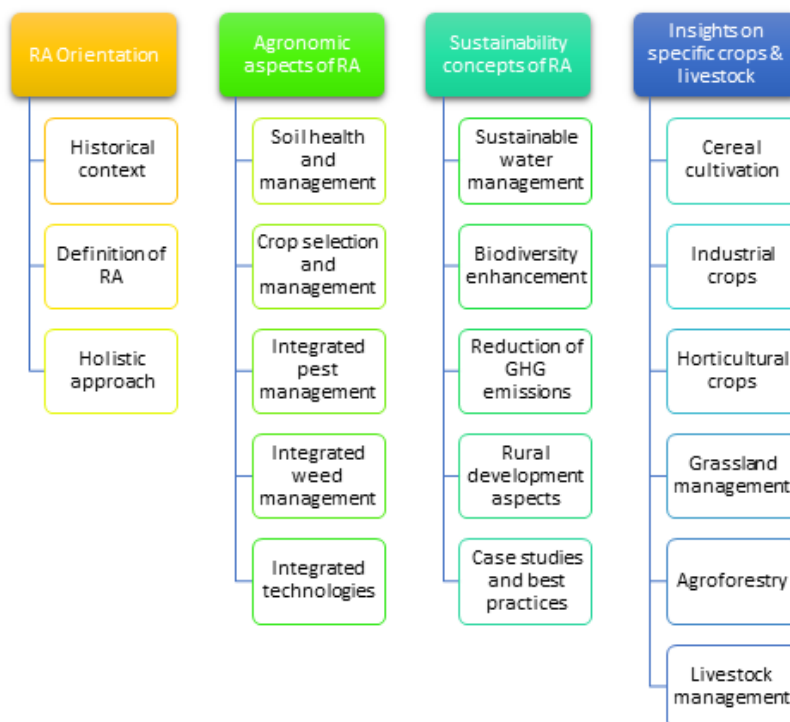 RA Orientation
Historical
context
Definition of
RA
Holistic
approach
Agronomic
aspects of RA
Soil health
and
management
Crop selection
and
management
Integrated
pest
management
Integrated
weed
management
Integrated
technologies
Sustainability
concepts of RA
Sustainable
water
management
Biodiversity
enhancement
Reduction of
GHG
emissions
Rural
development
aspects
Case studies
and best
practices
Insights on
specific crops &
livestock
Cereal
cultivation
Industrial
crops
Horticultural
crops
Grassland
management
Agroforestry
Livestock
management